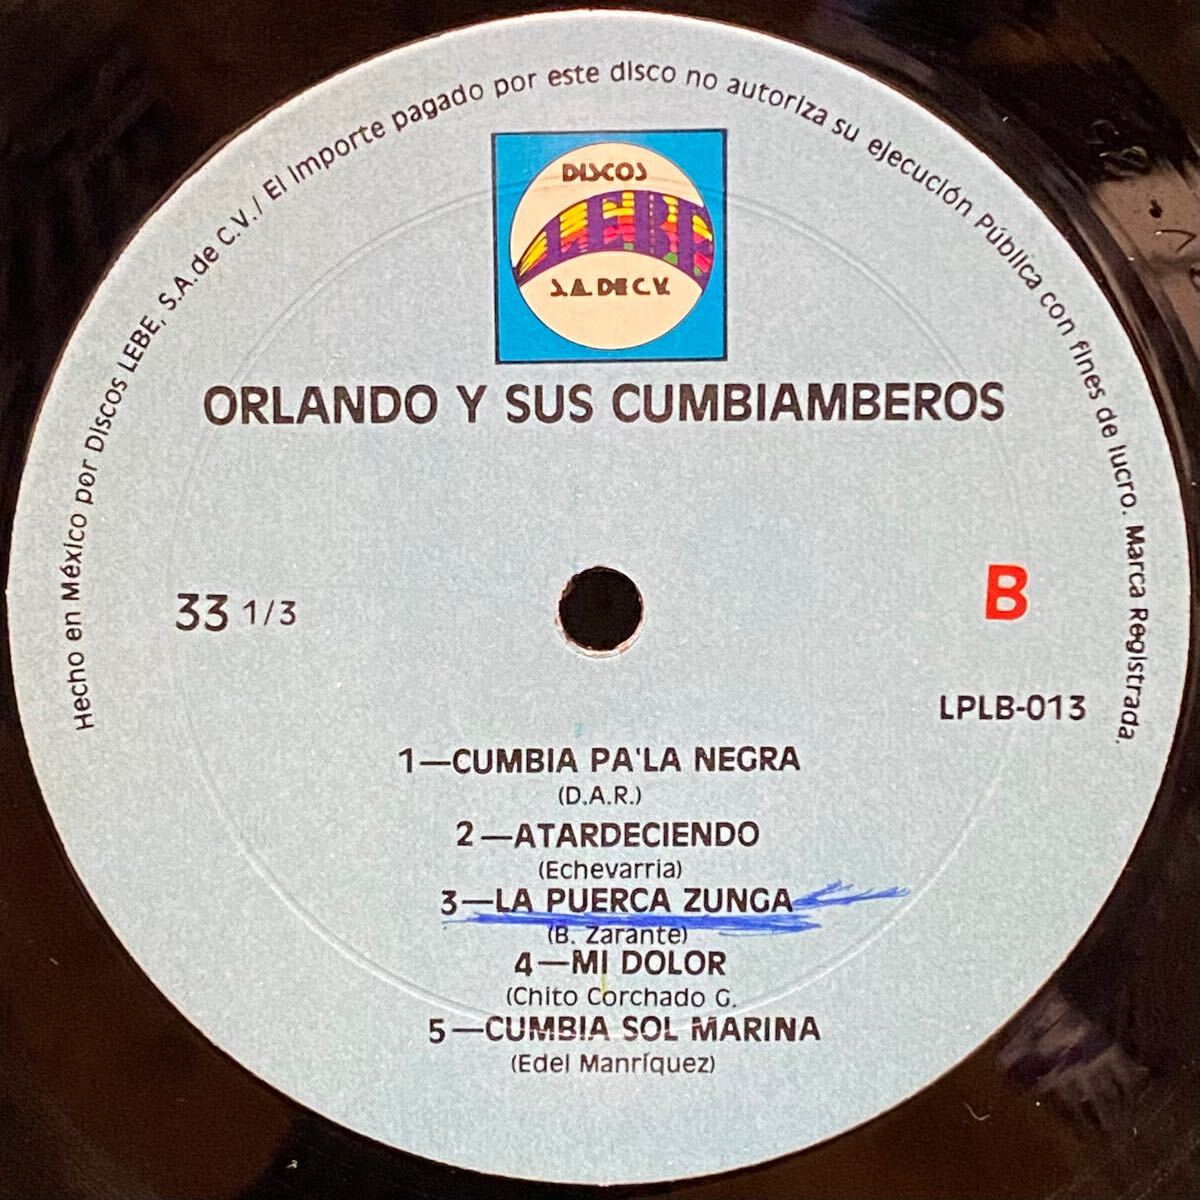 Hecho en México por Discos LEBE, S.A. de C.V. / El Importe pagado por este disco no autoriza su ejecución Pública con fines de lucro. Marca Registrada.
DISCOS
LEBE
S.A. DE C.V.
ORLANDO Y SUS CUMBIAMBEROS
33 1/3
B
LPLB-013
1—CUMBIA PA'LA NEGRA
(D.A.R.)
2—ATARDECIENDO
(Echevarria)
3—LA PUERCA ZUNGA
(B. Zarante)
4—MI DOLOR
(Chito Corchado G.
5—CUMBIA SOL MARINA
(Edel Manríquez)